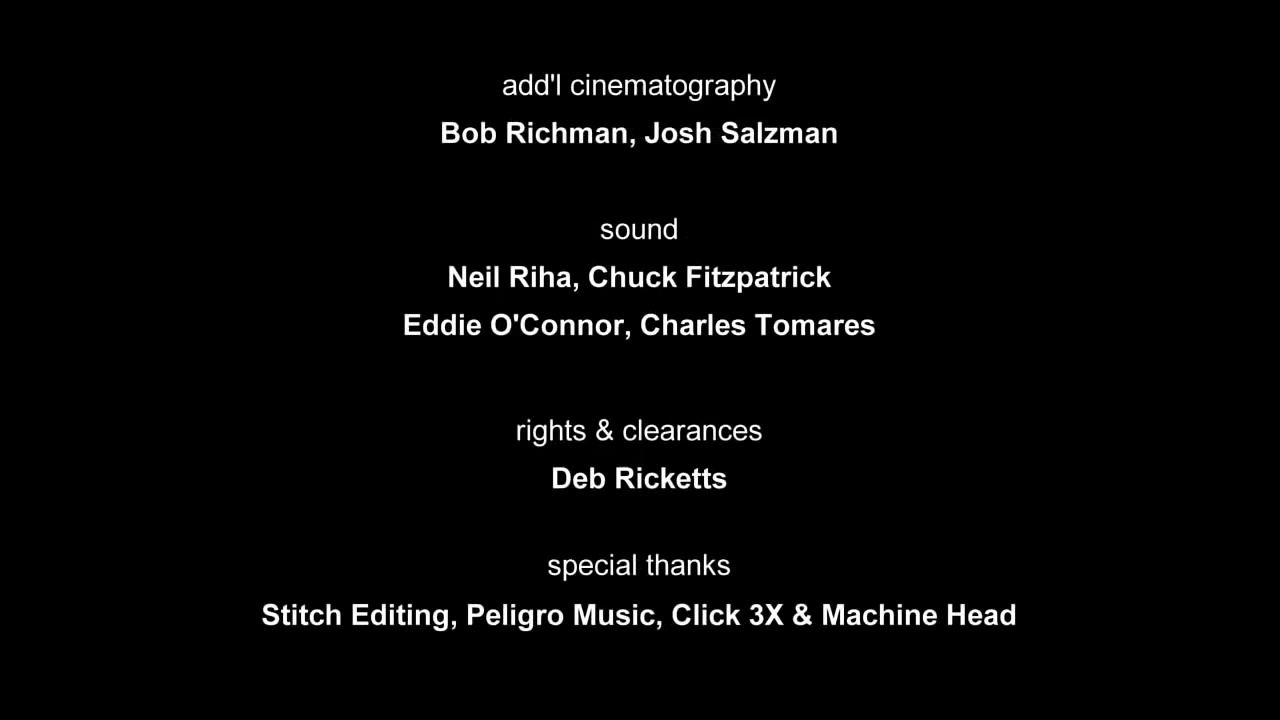 add'l cinematography
Bob Richman, Josh Salzman
sound
Neil Riha, Chuck Fitzpatrick
Eddie O'Connor, Charles Tomares
rights & clearances
Deb Ricketts
special thanks
Stitch Editing, Peligro Music, Click 3X & Machine Head